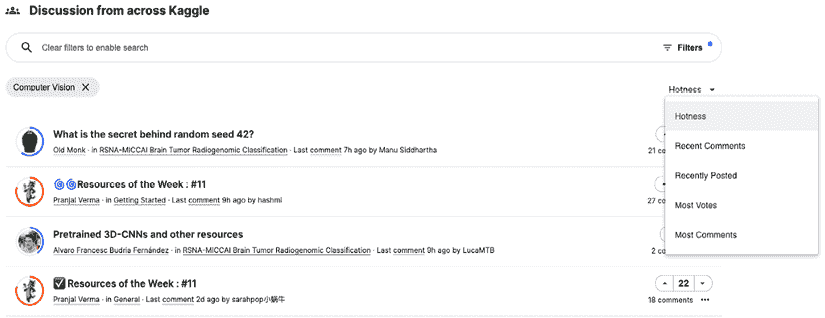 Discussion from across Kaggle
Clear filters to enable search
Filters
Computer Vision
Hotness
Hotness
Recent Comments
Recently Posted
Most Votes
Most Comments
What is the secret behind random seed 42?
Old Monk · in RSNA-MICCAI Brain Tumor Radiogenomic Classification · Last comment 7h ago by Manu Siddhartha
21 co
🌀🌀Resources of the Week : #11
Pranjal Verma · in Getting Started · Last comment 9h ago by hashmi
27 co
Pretrained 3D-CNNs and other resources
Alvaro Francesc Budria Fernández · in RSNA-MICCAI Brain Tumor Radiogenomic Classification · Last comment 9h ago by LucaMTB
2 co
☑ Resources of the Week : #11
Pranjal Verma · in General · Last comment 2d ago by sarahpop小蜗牛
22
18 comments